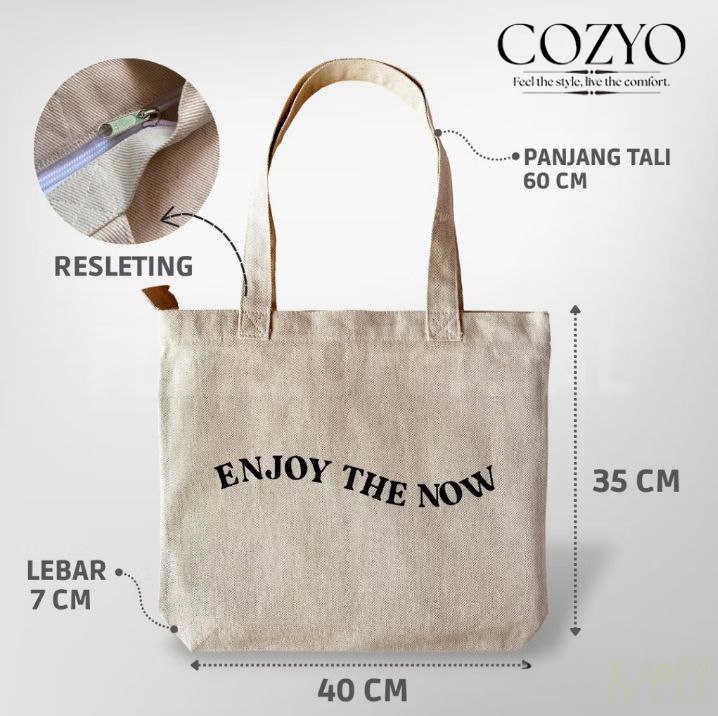 COZYO
Feel the style, live the comfort.
PANJANG TALI
60 CM
RESLETING
ENJOY THE NOW
35 CM
LEBAR
7 CM
40 CM